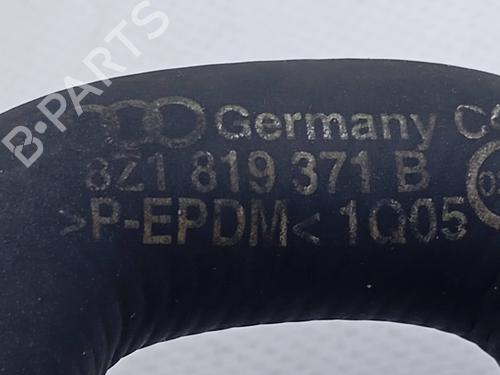 B-PARTS
Germany
8Z1 819 371 B
>P-EPDM< 1Q05